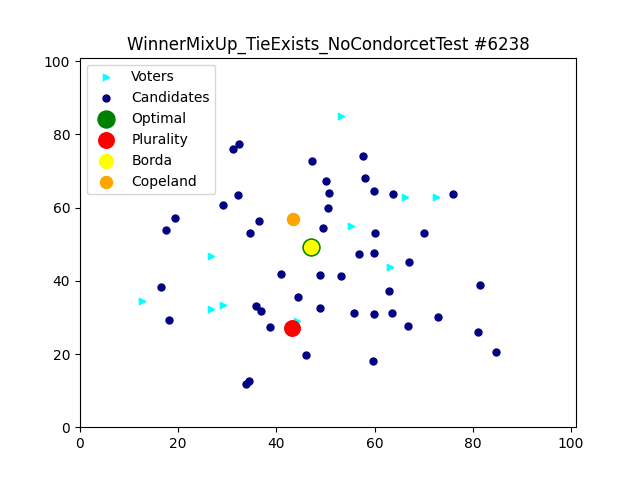 WinnerMixUp_TieExists_NoCondorcetTest #6238
Voters
Candidates
Optimal
Plurality
Borda
Copeland
100
80
60
40
20
0
0 20 40 60 80 100